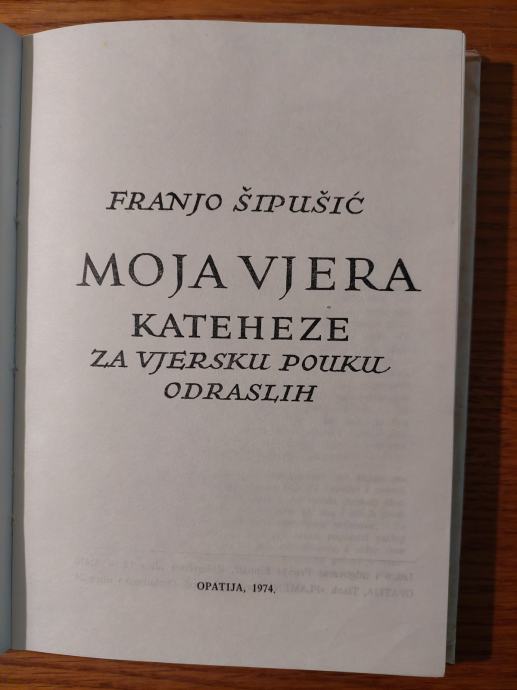 FRANJO ŠIPUŠIĆ
MOJA VJERA
KATEHEZE
ZA VJERSKU POUKU
ODRASLIH
OPATIJA, 1974.